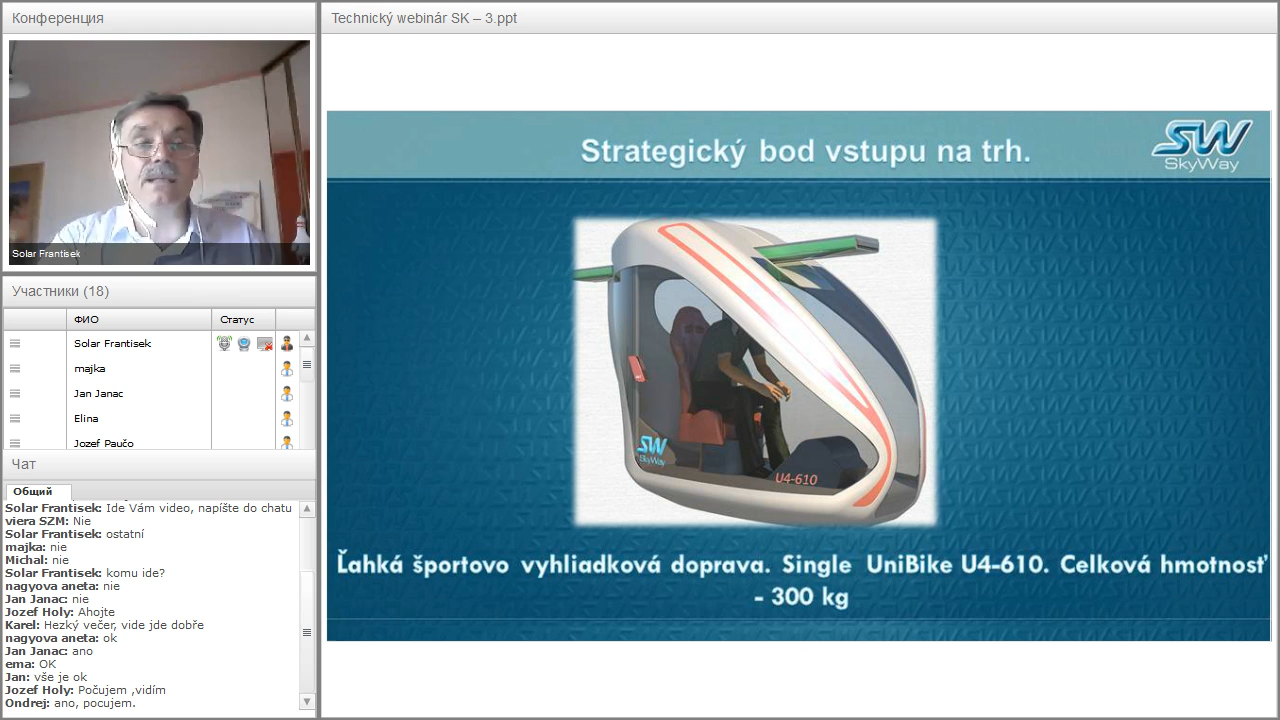 Конференция
Solar Frantisek
Участники (18)
ФИО
Статус
Solar Frantisek
majka
Jan Janac
Elina
Jozef Paučo
Чат
Общий
Solar Frantisek: Ide Vám video, napíšte do chatu
viera SZM: Nie
Solar Frantisek: ostatní
majka: nie
Michal: nie
Solar Frantisek: komu ide?
nagyova aneta: nie
Jan Janac: nie
Jozef Holy: Ahojte
Karel: Hezký večer, vide jde dobře
nagyova aneta: ok
Jan Janac: ano
ema: OK
Jan: vše je ok
Jozef Holy: Počujem ,vidím
Ondrej: ano, pocujem.
Technický webinár SK – 3.ppt
Strategický bod vstupu na trh.
SW
SkyWay
SW
SkyWay
U4-610
Ľahká športovo vyhliadková doprava. Single UniBike U4-610. Celková hmotnosť
- 300 kg